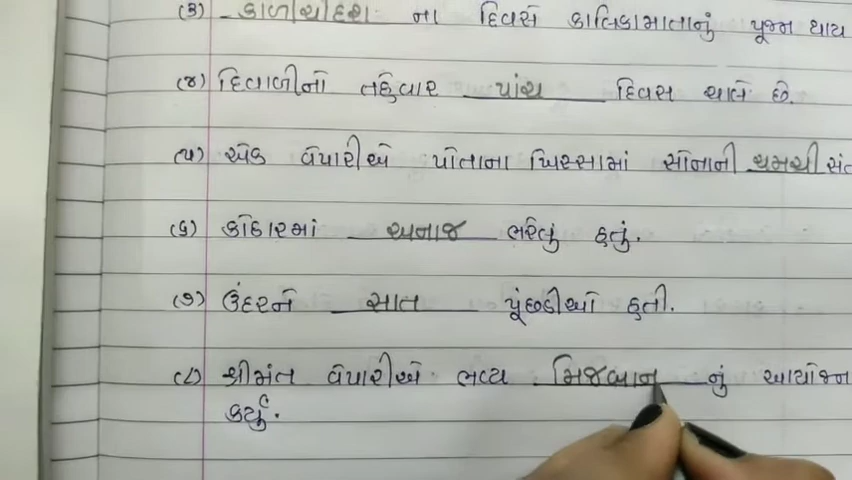 (૩) કાળીચૌદશ ના દિવસે કાલિકામાતાનું પૂજન થાય
(૪) દિવાળીનો તહેવાર પાંચ દિવસ ચાલે છે.
(૫) એક વેપારીએ પોતાના ખિસ્સામાં સોનાની ચમચી સંત
(૬) કોઠારમાં અનાજ ભરેલું હતું.
(૭) ઉંદરને સાત પૂંછડીઓ હતી.
(૮) શ્રીમંત વેપારીએ ભવ્ય મિજબાન નું આયોજન
કર્યું.